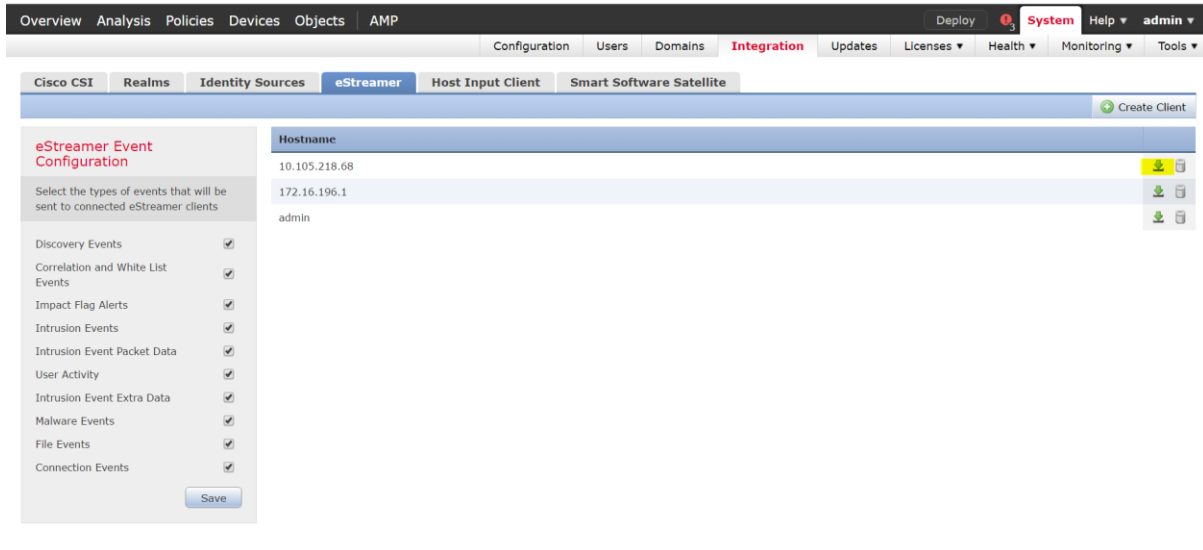 Overview Analysis Policies Devices Objects AMP Deploy 3 System Help ▾ admin ▾
Configuration Users Domains Integration Updates Licenses ▾ Health ▾ Monitoring ▾ Tools ▾
Cisco CSI Realms Identity Sources eStreamer Host Input Client Smart Software Satellite
Create Client
eStreamer Event
Configuration
Select the types of events that will be
sent to connected eStreamer clients
Discovery Events
Correlation and White List
Events
Impact Flag Alerts
Intrusion Events
Intrusion Event Packet Data
User Activity
Intrusion Event Extra Data
Malware Events
File Events
Connection Events
Save
Hostname
10.105.218.68
172.16.196.1
admin